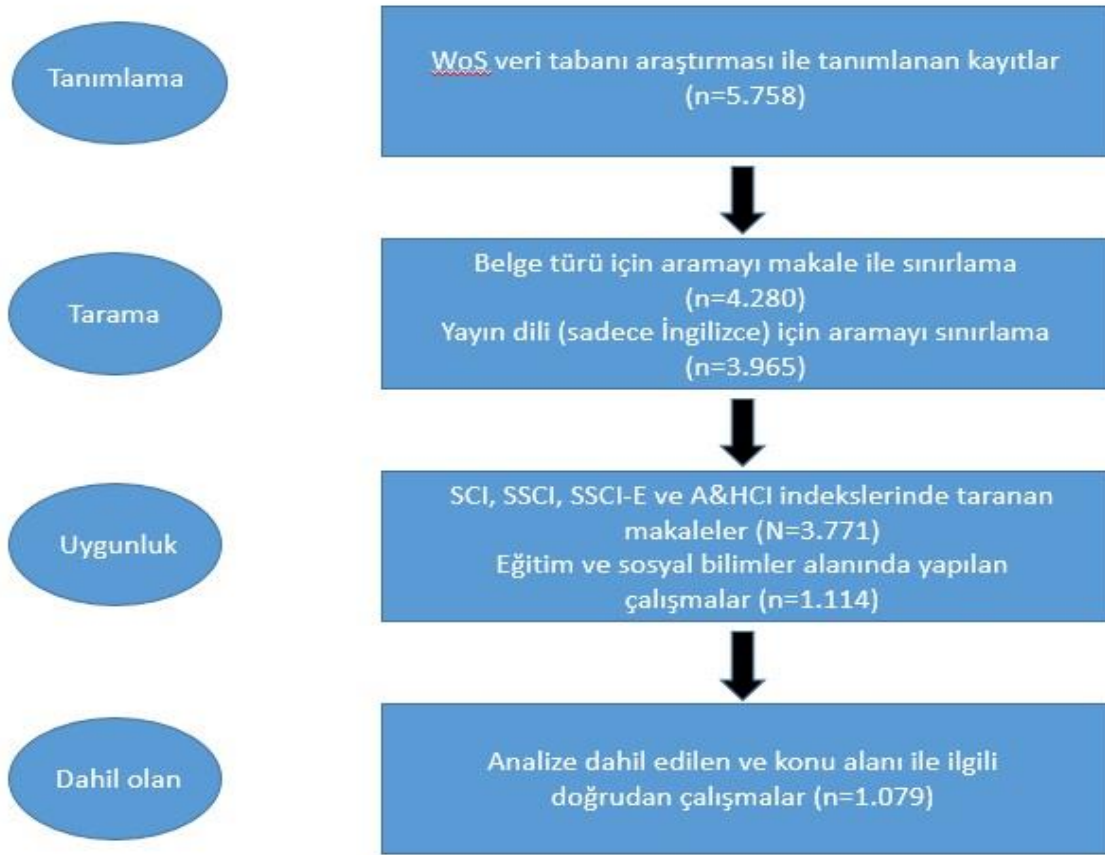 Tanımlama
WoS veri tabanı araştırması ile tanımlanan kayıtlar
(n=5.758)
Tarama
Belge türü için aramayı makale ile sınırlama
(n=4.280)
Yayın dili (sadece İngilizce) için aramayı sınırlama
(n=3.965)
Uygunluk
SCI, SSCI, SSCI-E ve A&HCI indekslerinde taranan
makaleler (N=3.771)
Eğitim ve sosyal bilimler alanında yapılan
çalışmalar (n=1.114)
Dahil olan
Analize dahil edilen ve konu alanı ile ilgili
doğrudan çalışmalar (n=1.079)